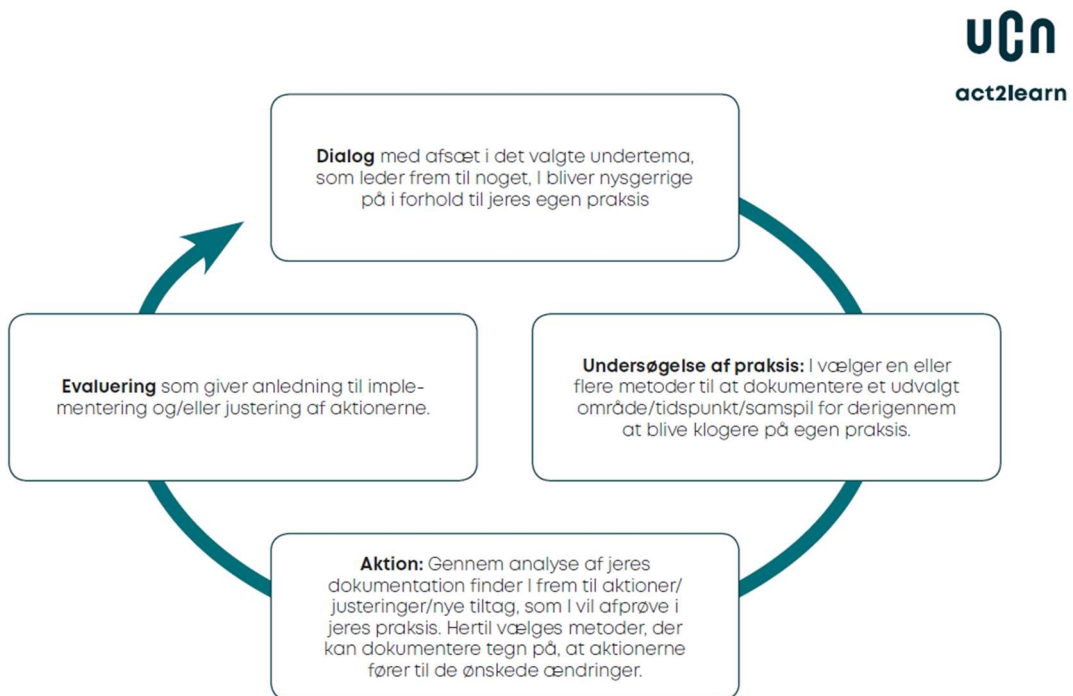 ucn
act2learn
Dialog med afsæt i det valgte undertema,
som leder frem til noget, I bliver nysgerrige
på i forhold til jeres egen praksis
Undersøgelse af praksis: I vælger en eller
flere metoder til at dokumentere et udvalgt
område/tidspunkt/samspil for derigennem
at blive klogere på egen praksis.
Aktion: Gennem analyse af jeres
dokumentation finder I frem til aktioner/
justeringer/nye tiltag, som I vil afprøve i
jeres praksis. Hertil vælges metoder, der
kan dokumentere tegn på, at aktionerne
fører til de ønskede ændringer.
Evaluering som giver anledning til imple-
mentering og/eller justering af aktionerne.